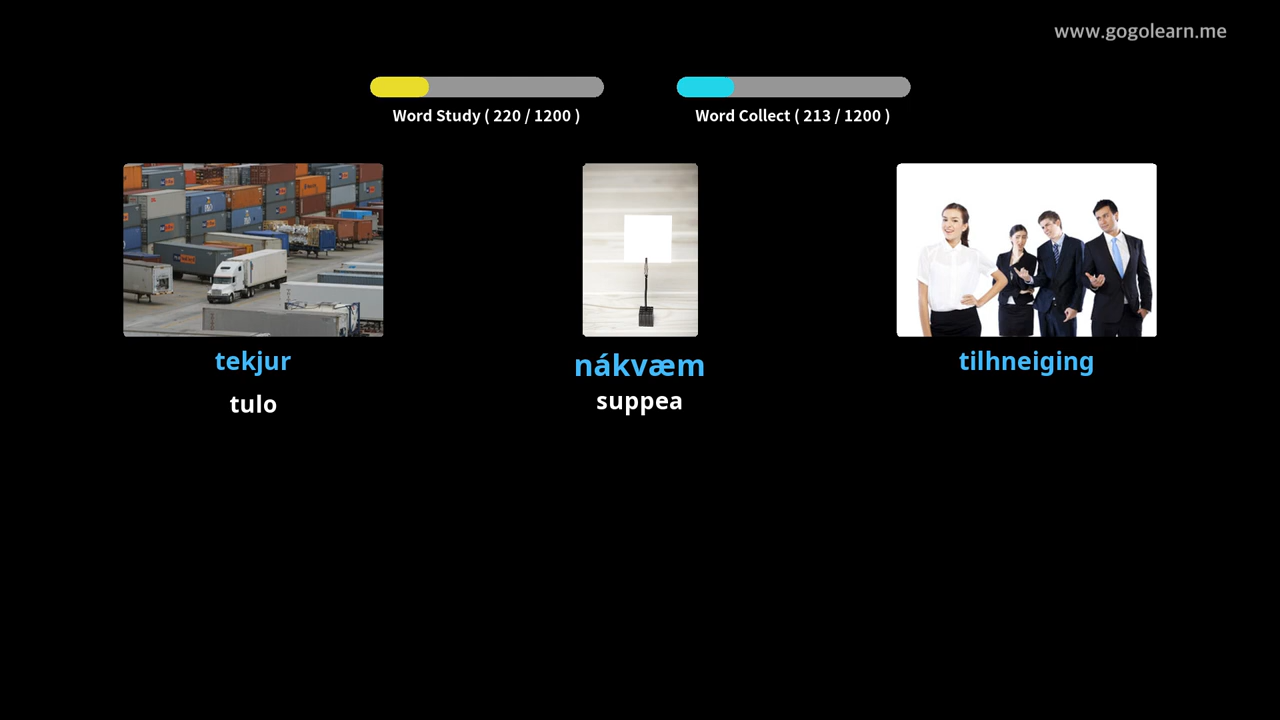 www.gogolearn.me
Word Study ( 220 / 1200 )
Word Collect ( 213 / 1200 )
tekjur
nákvæm
tilhneiging
tulo
suppea